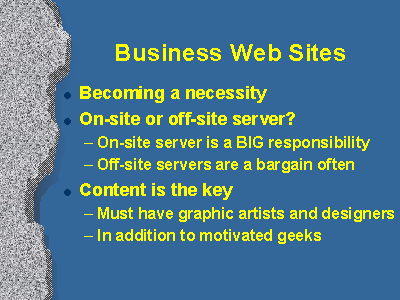 Business Web Sites
• Becoming a necessity
• On-site or off-site server?
– On-site server is a BIG responsibility
– Off-site servers are a bargain often
• Content is the key
– Must have graphic artists and designers
– In addition to motivated geeks